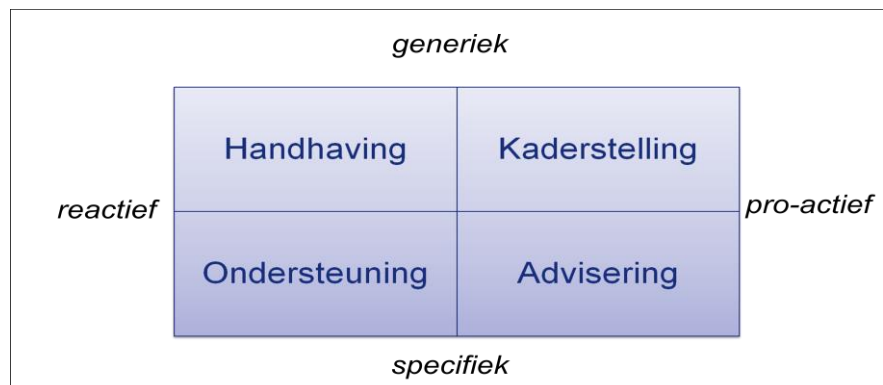 generiek
Handhaving
Kaderstelling
reactief
pro-actief
Ondersteuning
Advisering
specifiek